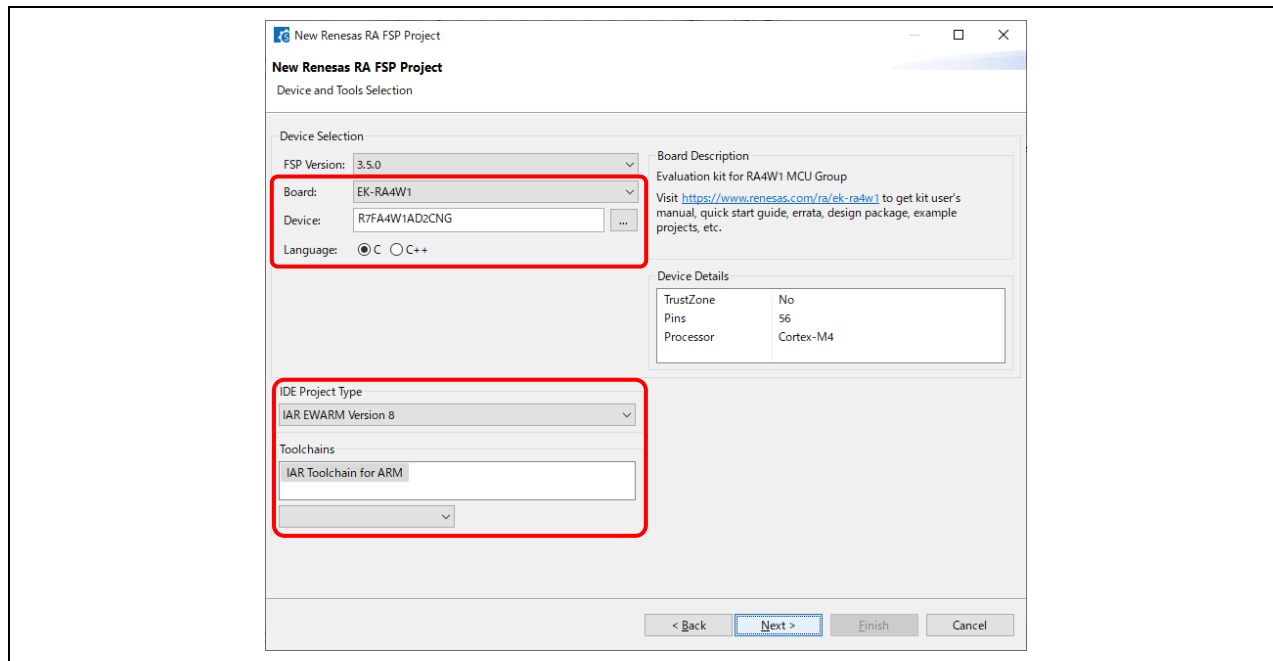 New Renesas RA FSP Project
New Renesas RA FSP Project
Device and Tools Selection
Device Selection
FSP Version: 3.5.0
Board: EK-RA4W1
Device: R7FA4W1AD2CNG ...
Language: C C++
Board Description
Evaluation kit for RA4W1 MCU Group
Visit https://www.renesas.com/ra/ek-ra4w1 to get kit user's
manual, quick start guide, errata, design package, example
projects, etc.
Device Details
TrustZone No
Pins 56
Processor Cortex-M4
IDE Project Type
IAR EWARM Version 8
Toolchains
IAR Toolchain for ARM
< Back Next > Finish Cancel